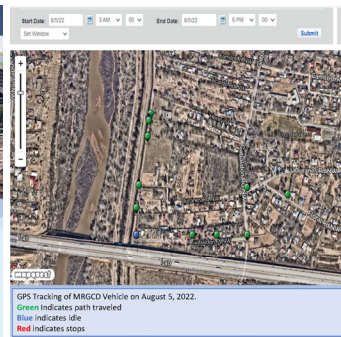 Start Date: 8/5/22 3 AM 00 End Date: 8/5/22 6 PM 00
Set Window Submit
+
−
I 40
I 40
mapquest
GPS Tracking of MRGCD Vehicle on August 5, 2022.
Green Indicates path traveled
Blue indicates idle
Red indicates stops